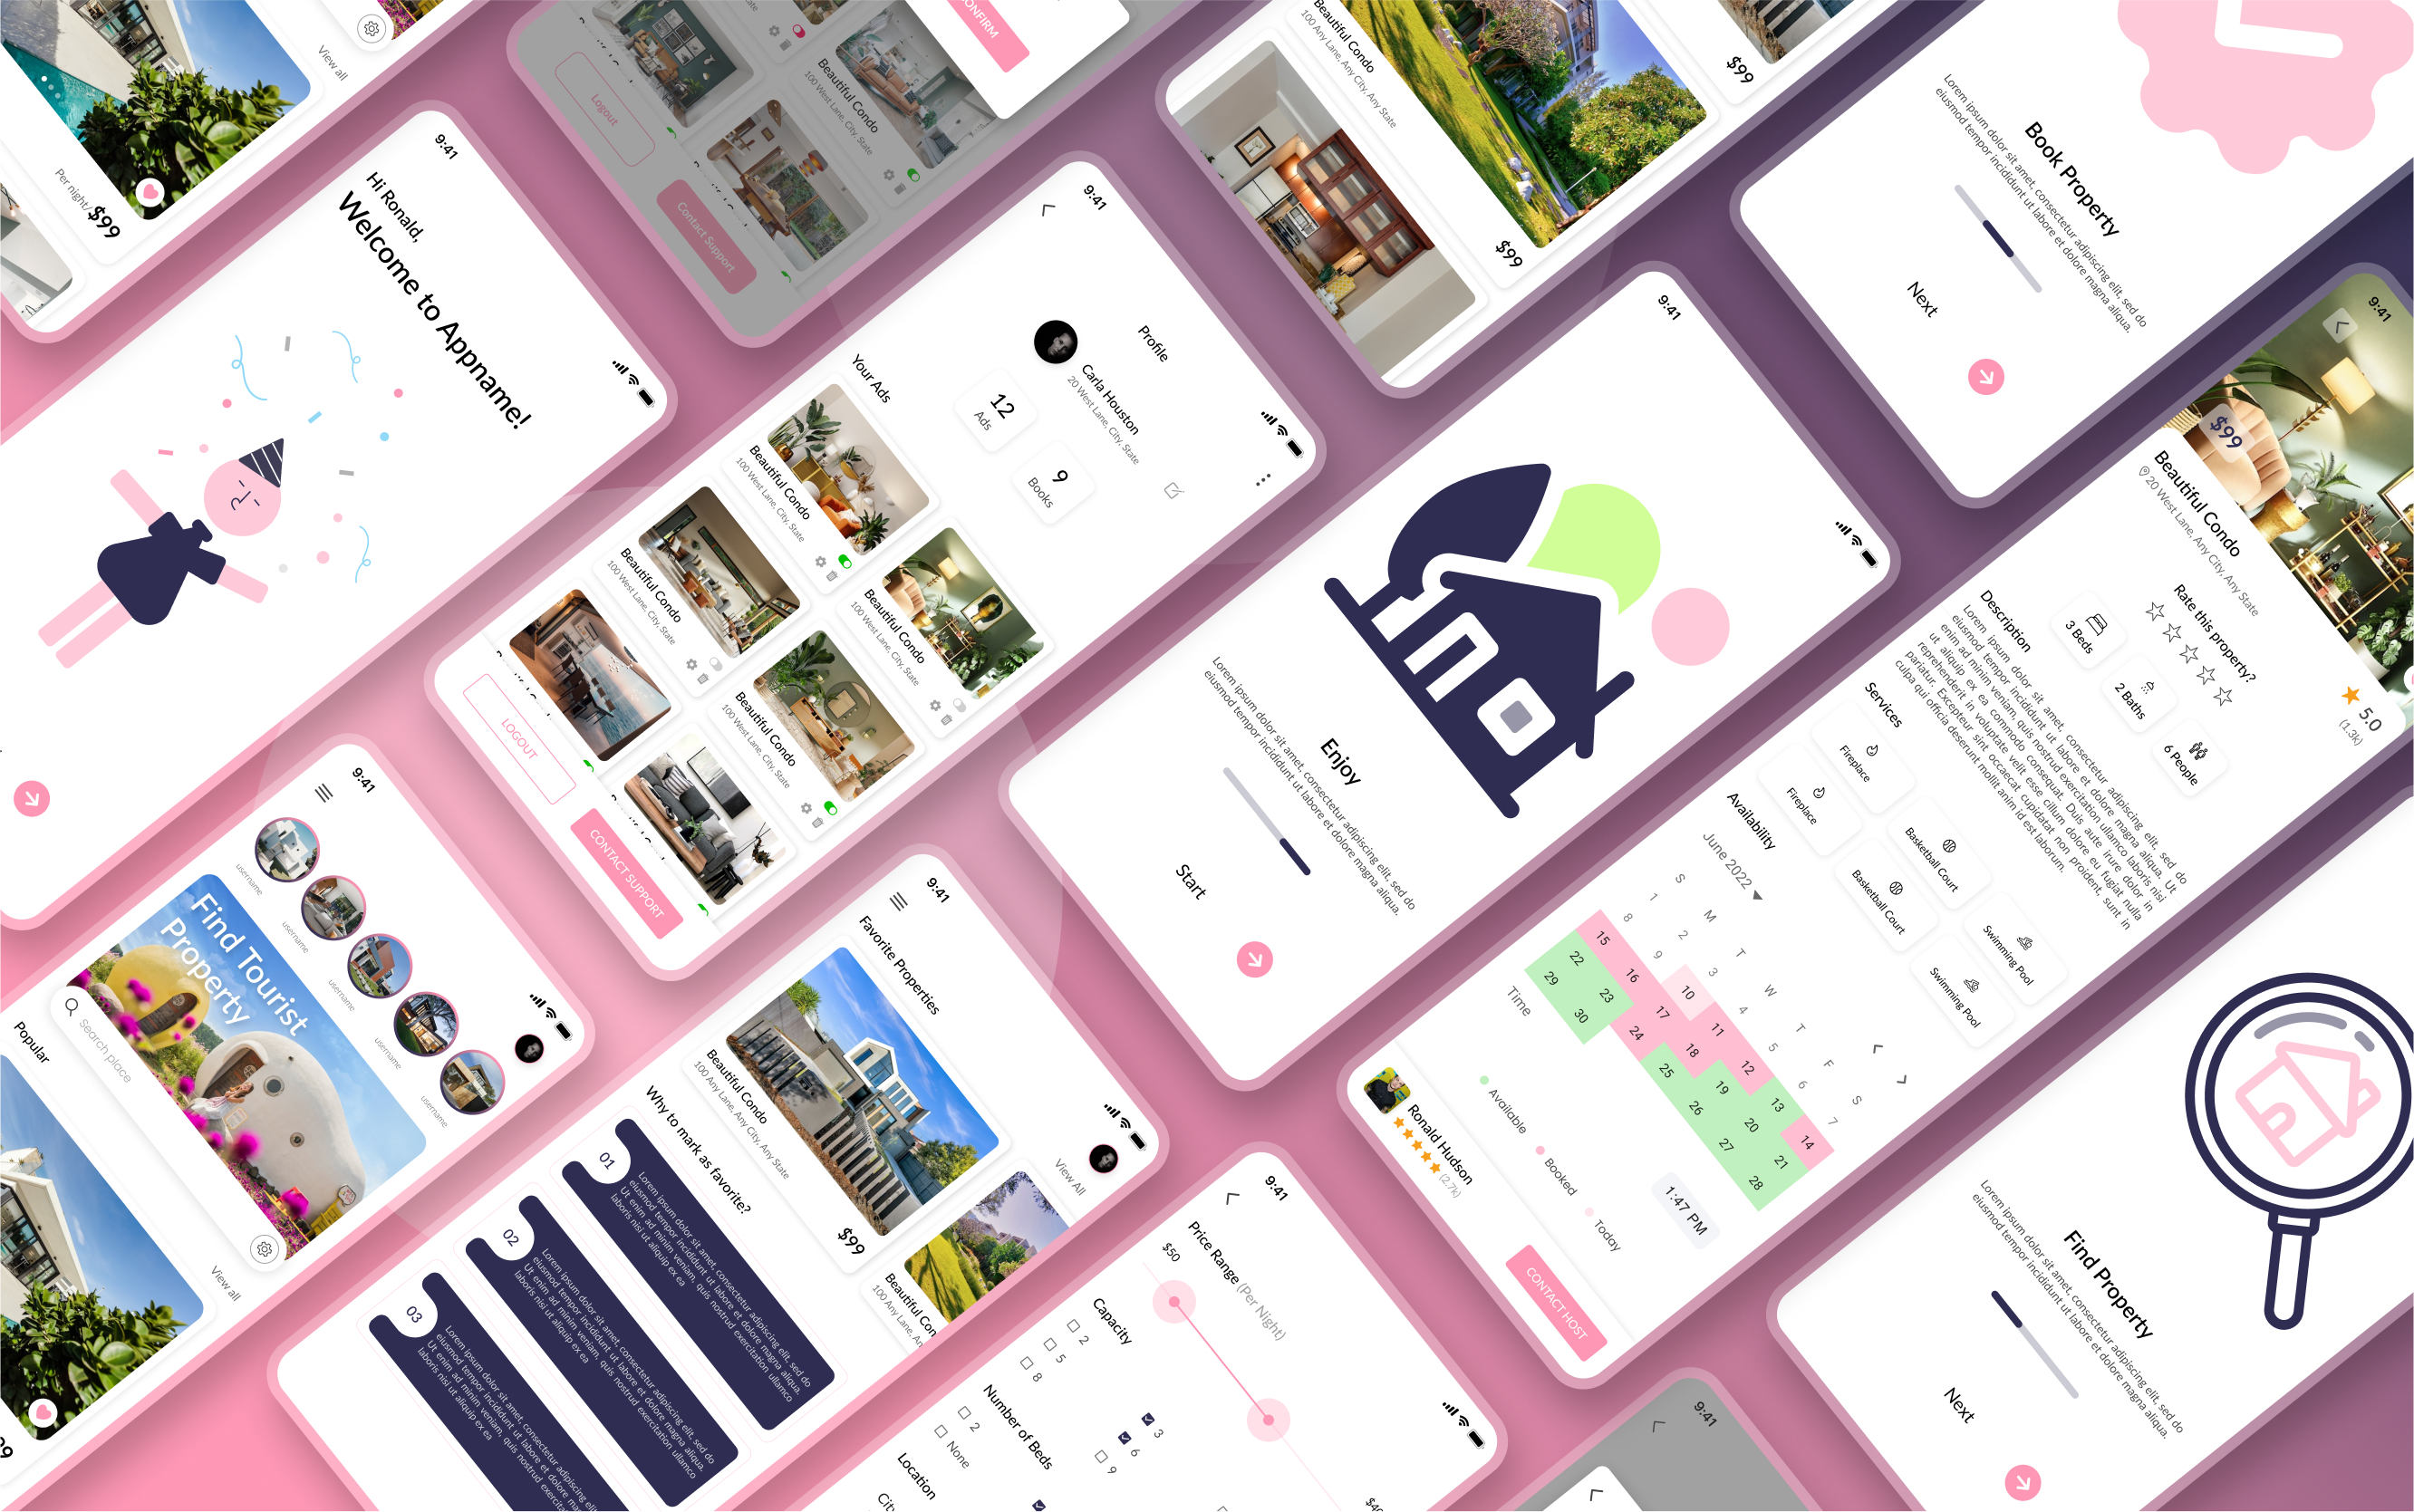 View all
Per night/$99
9:41
Hi Ronald,
Welcome to Appname!
Logout
Contact Support
Beautiful Condo
100 West Lane, City, State
CONFIRM
9:41
Profile
Carla Houston
20 West Lane, City, State
12
Ads
9
Books
Your Ads
Beautiful Condo
100 West Lane, City, State
Beautiful Condo
100 West Lane, City, State
Beautiful Condo
100 West Lane, City, State
Beautiful Condo
100 West Lane, City, State
LOGOUT
CONTACT SUPPORT
Beautiful Condo
100 Any Lane, Any City, Any State
$99
$99
9:41
Enjoy
Lorem ipsum dolor sit amet, consectetur adipiscing elit, sed do
eiusmod tempor incididunt ut labore et dolore magna aliqua.
Start
Book Property
Lorem ipsum dolor sit amet, consectetur adipiscing elit, sed do
eiusmod tempor incididunt ut labore et dolore magna aliqua.
Next
9:41
$99
Beautiful Condo
20 West Lane, Any City, Any State
5.0
(1.3k)
Rate this property?
3 Beds
2 Baths
6 People
Description
Lorem ipsum dolor sit amet, consectetur adipiscing elit, sed do
eiusmod tempor incididunt ut labore et dolore magna aliqua. Ut
enim ad minim veniam, quis nostrud exercitation ullamco laboris nisi
ut aliquip ex ea commodo consequat. Duis aute irure dolor in
reprehenderit in voluptate velit esse cillum dolore eu fugiat nulla
pariatur. Excepteur sint occaecat cupidatat non proident, sunt in
culpa qui officia deserunt mollit anim id est laborum.
Services
Fireplace
Basketball Court
Swimming Pool
Fireplace
Basketball Court
Swimming Pool
Availability
June 2022
S M T W T F S
1 2 3 4 5 6 7
8 9 10 11 12 13 14
15 16 17 18 19 20 21
22 23 24 25 26 27 28
29 30
Time
1:47 PM
Available
Booked
Today
Ronald Hudson
(2.7k)
CONTACT HOST
9:41
username
username
username
username
username
Find Tourist
Property
Search place
Popular
View all
9:41
Favorite Properties
View All
Beautiful Condo
100 Any Lane, Any City, Any State
$99
Beautiful Con
100 Any Lane, An
Why to mark as favorite?
01
Lorem ipsum dolor sit amet, consectetur adipiscing elit, sed do
eiusmod tempor incididunt ut labore et dolore magna aliqua.
Ut enim ad minim veniam, quis nostrud exercitation ullamco
laboris nisi ut aliquip ex ea
02
Lorem ipsum dolor sit amet, consectetur adipiscing elit, sed do
eiusmod tempor incididunt ut labore et dolore magna aliqua.
Ut enim ad minim veniam, quis nostrud exercitation ullamco
laboris nisi ut aliquip ex ea
03
Lorem ipsum dolor sit amet, consectetur adipiscing elit
eiusmod tempor incididunt ut labore et dolore ma
Ut enim ad minim veniam, quis nostrud exercita
laboris nisi ut aliquip ex ea
9:41
Price Range (Per Night)
$50
Capacity
2
3
5
6
8
9
Number of Beds
2
None
Location
City
Find Property
Lorem ipsum dolor sit amet, consectetur adipiscing elit, sed do
eiusmod tempor incididunt ut labore et dolore magna aliqua.
Next
9:41